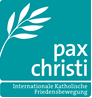 pax
christi
Internationale Katholische
Friedensbewegung